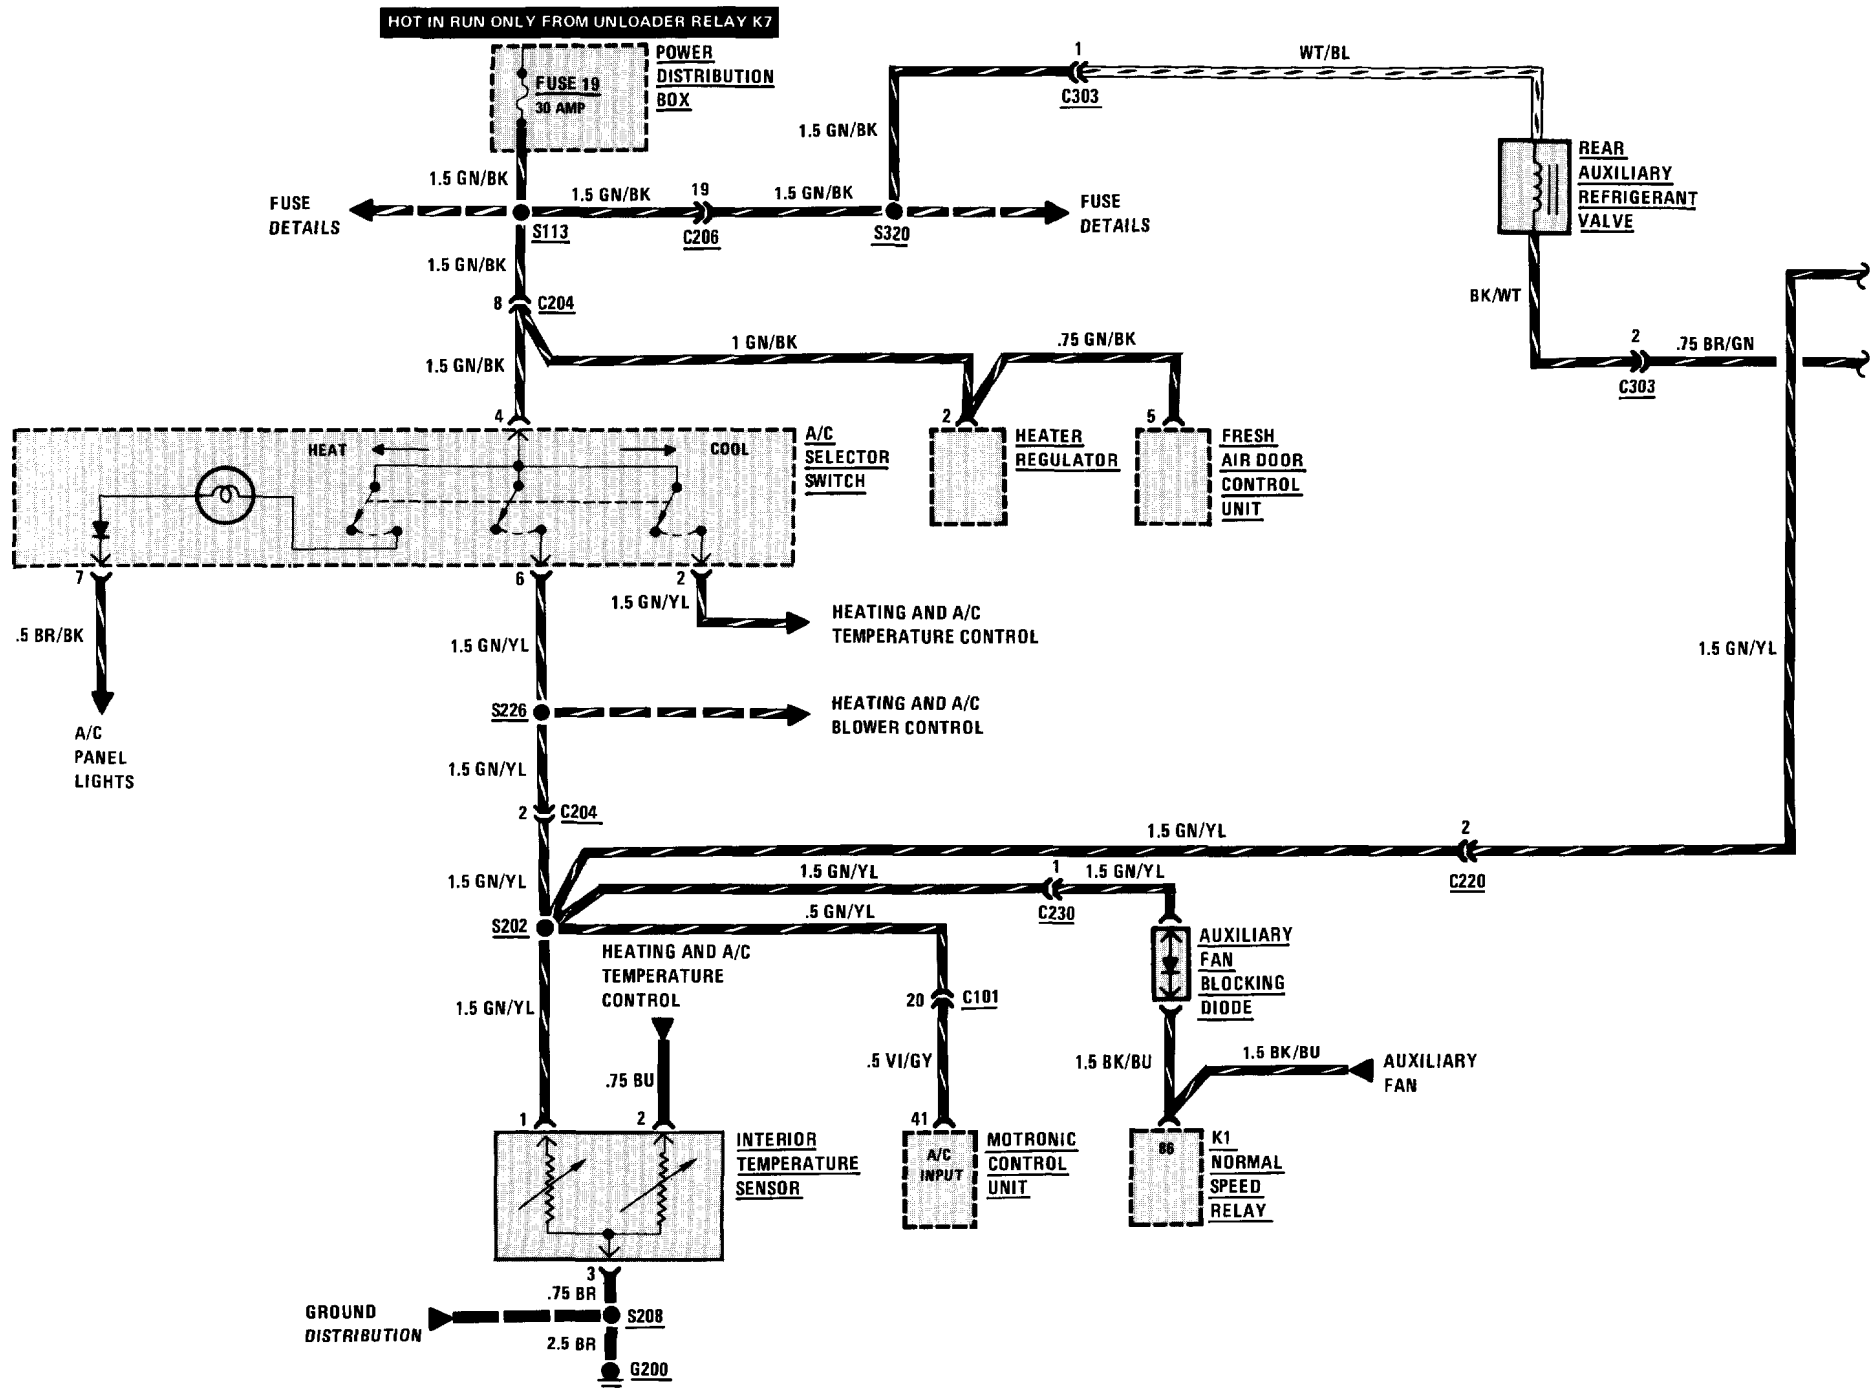 HOT IN RUN ONLY FROM UNLOADER RELAY K7
POWER
DISTRIBUTION
BOX
FUSE 19
30 AMP
1
WT/BL
C303
1.5 GN/BK
REAR
AUXILIARY
REFRIGERANT
VALVE
1.5 GN/BK
1.5 GN/BK
19
1.5 GN/BK
FUSE
DETAILS
FUSE
DETAILS
S113
C206
S320
1.5 GN/BK
8
C204
BK/WT
2
.75 BR/GN
C303
1.5 GN/BK
1 GN/BK
.75 GN/BK
4
2
5
HEAT
COOL
A/C
SELECTOR
SWITCH
HEATER
REGULATOR
FRESH
AIR DOOR
CONTROL
UNIT
7
6
2
1.5 GN/YL
HEATING AND A/C
TEMPERATURE CONTROL
.5 BR/BK
1.5 GN/YL
1.5 GN/YL
S226
HEATING AND A/C
BLOWER CONTROL
A/C
PANEL
LIGHTS
1.5 GN/YL
2
C204
1.5 GN/YL
2
C220
1.5 GN/YL
1.5 GN/YL
1
1.5 GN/YL
C230
.5 GN/YL
S202
HEATING AND A/C
TEMPERATURE
CONTROL
AUXILIARY
FAN
BLOCKING
DIODE
1.5 GN/YL
20
C101
.75 BU
.5 VI/GY
1.5 BK/BU
1.5 BK/BU
AUXILIARY
FAN
1
2
41
INTERIOR
TEMPERATURE
SENSOR
A/C
INPUT
MOTRONIC
CONTROL
UNIT
86
K1
NORMAL
SPEED
RELAY
3
.75 BR
GROUND
DISTRIBUTION
S208
2.5 BR
G200